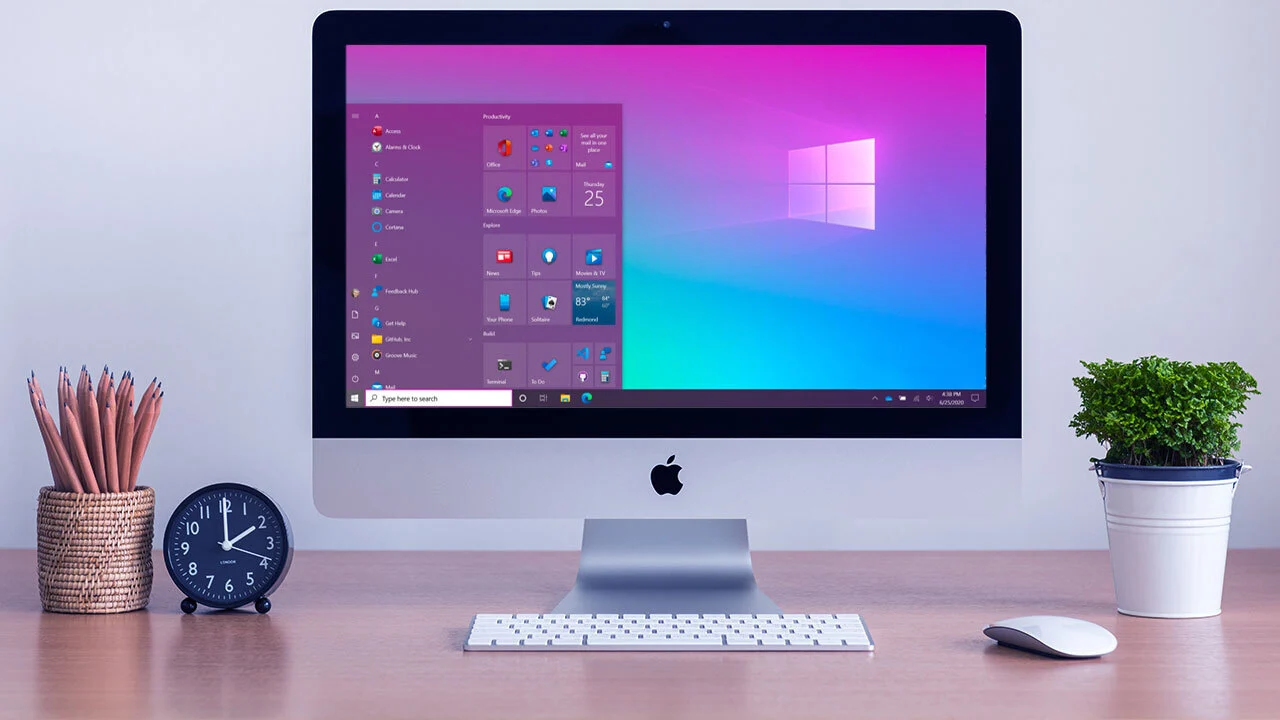 A
Access
Alarms & Clock
C
Calculator
Calendar
Camera
Cortana
E
Excel
F
Feedback Hub
G
Get Help
GitHub, Inc
Groove Music
M
Mail
Productivity
Office
See all your
mail in one
place
Mail
Microsoft Edge
Photos
Thursday
25
Explore
News
Tips
Movies & TV
Your Phone
Solitaire
Mostly Sunny
83°
84°
60°
Redmond
Build
Terminal
To Do
Type here to search
4:38 PM
6/25/2020
12
1
2
3
4
5
6
7
8
9
10
11
LONDON